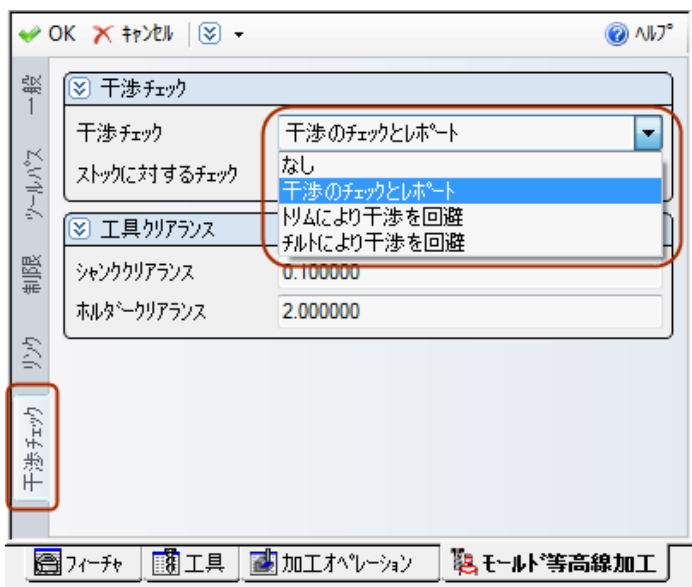 OK キャンセル ヘルプ
一般
ツールパス
制限
リンク
干渉チェック
干渉チェック
干渉チェック 干渉のチェックとレポート
ストックに対するチェック
なし
干渉のチェックとレポート
トリムにより干渉を回避
チルトにより干渉を回避
工具クリアランス
シャンククリアランス 0.100000
ホルダークリアランス 2.000000
フィーチャ 工具 加工オペレーション モールド等高線加工